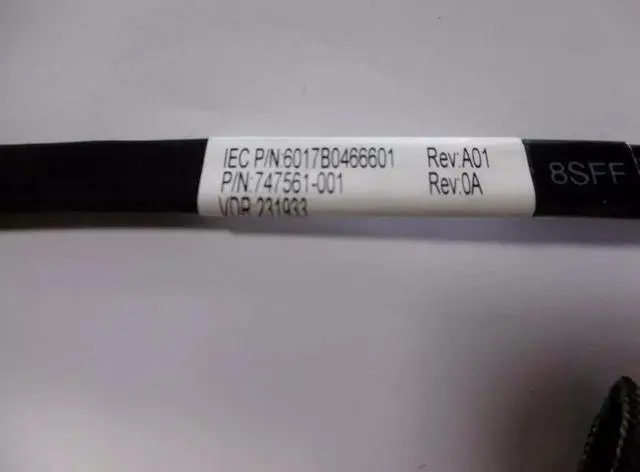 IEC P/N:6017B0466601 Rev:A01
P/N:747561-001 Rev:0A
VDR 231933
8SFF